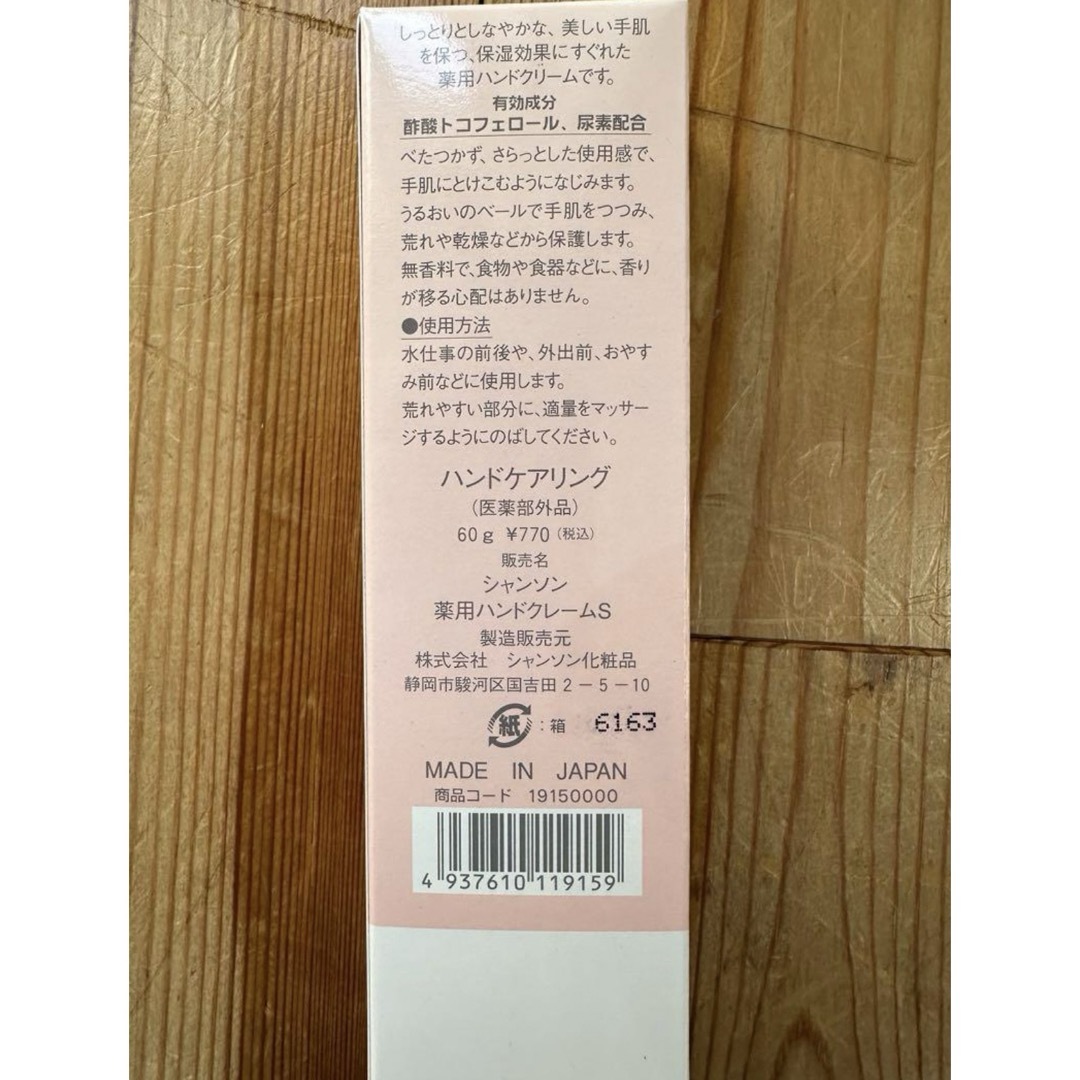 しっとりとしなやかな、美しい手肌
を保つ、保湿効果にすぐれた
薬用ハンドクリームです。
有効成分
酢酸トコフェロール、尿素配合
べたつかず、さらっとした使用感で、
手肌にとけこむようになじみます。
うるおいのベールで手肌をつつみ、
荒れや乾燥などから保護します。
無香料で、食物や食器などに、香り
が移る心配はありません。
●使用方法
水仕事の前後や、外出前、おやす
み前などに使用します。
荒れやすい部分に、適量をマッサー
ジするようにのばしてください。
ハンドケアリング
（医薬部外品）
60g ¥770（税込）
販売名
シャンソン
薬用ハンドクレームS
製造販売元
株式会社 シャンソン化粧品
静岡市駿河区国吉田2－5－10
紙:箱 6163
MADE IN JAPAN
商品コード 19150000
4 937610 119159